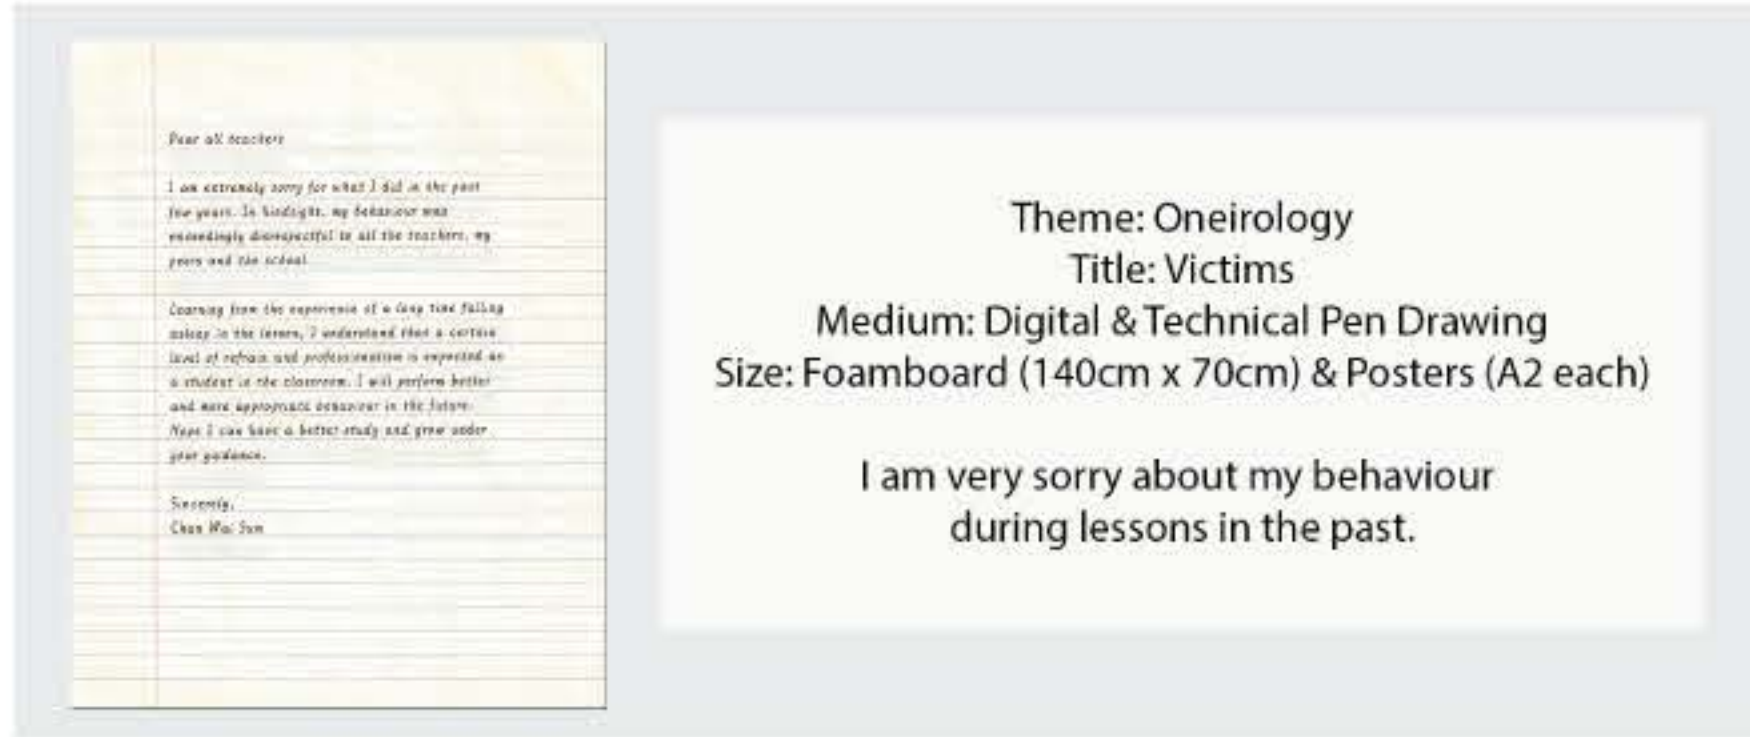 Dear all teachers
I am extremely sorry for what I did in the past
few years. In hindsight, my behaviour was
exceedingly disrespectful to all the teachers, my
peers and the school.
Learning from the experience of a long time falling
asleep in the lesson, I understand that a certain
level of refrain and professionalism is expected as
a student in the classroom. I will perform better
and more appropriate behaviour in the future.
Hope I can have a better study and grow under
your guidance.
Sincerely,
Chan Wai Sum
Theme: Oneirology
Title: Victims
Medium: Digital & Technical Pen Drawing
Size: Foamboard (140cm x 70cm) & Posters (A2 each)
I am very sorry about my behaviour
during lessons in the past.